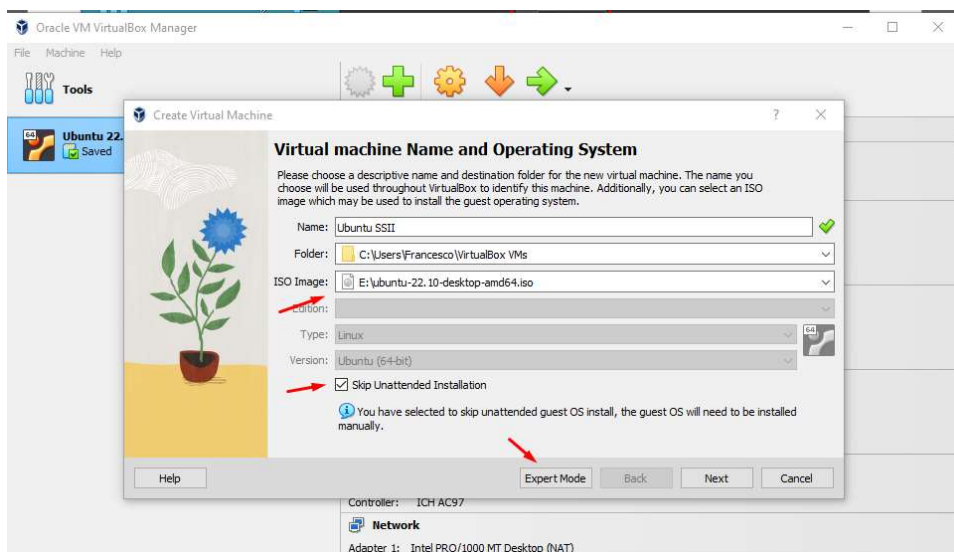 Oracle VM VirtualBox Manager
File Machine Help
Tools
Ubuntu 22.
Saved
Create Virtual Machine
Virtual machine Name and Operating System
Please choose a descriptive name and destination folder for the new virtual machine. The name you
choose will be used throughout VirtualBox to identify this machine. Additionally, you can select an ISO
image which may be used to install the guest operating system.
Name: Ubuntu SSII
Folder: C:\Users\Francesco\VirtualBox VMs
ISO Image: E:\ubuntu-22.10-desktop-amd64.iso
Edition:
Type: Linux
Version: Ubuntu (64-bit)
Skip Unattended Installation
You have selected to skip unattended guest OS install, the guest OS will need to be installed
manually.
Help Expert Mode Back Next Cancel
Controller: ICH AC97
Network
Adapter 1: Intel PRO/1000 MT Desktop (NAT)